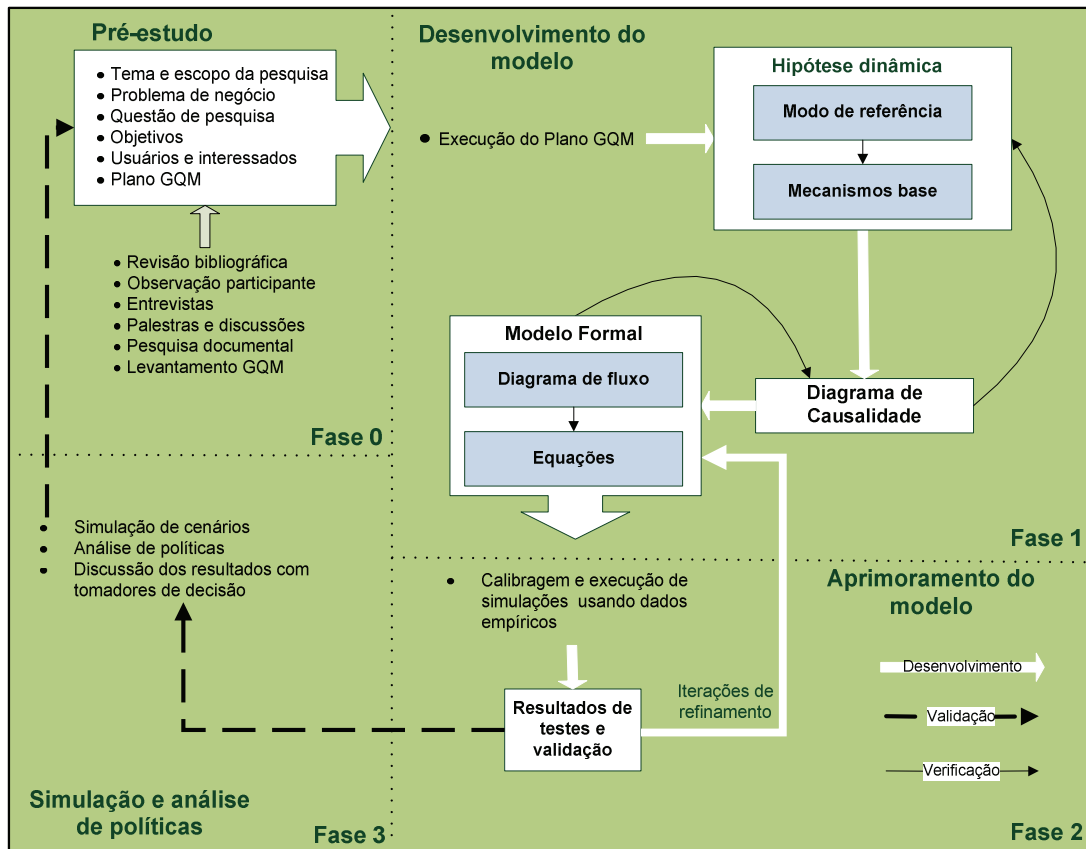 Pré-estudo
• Tema e escopo da pesquisa
• Problema de negócio
• Questão de pesquisa
• Objetivos
• Usuários e interessados
• Plano GQM
• Revisão bibliográfica
• Observação participante
• Entrevistas
• Palestras e discussões
• Pesquisa documental
• Levantamento GQM
Fase 0
Desenvolvimento do
modelo
• Execução do Plano GQM
Hipótese dinâmica
Modo de referência
Mecanismos base
Modelo Formal
Diagrama de fluxo
Equações
Diagrama de
Causalidade
Fase 1
• Calibragem e execução de
simulações usando dados
empíricos
Resultados de
testes e
validação
Iterações de
refinamento
Aprimoramento do
modelo
Desenvolvimento
Validação
Verificação
Fase 2
• Simulação de cenários
• Análise de políticas
• Discussão dos resultados com
tomadores de decisão
Simulação e análise
de políticas
Fase 3